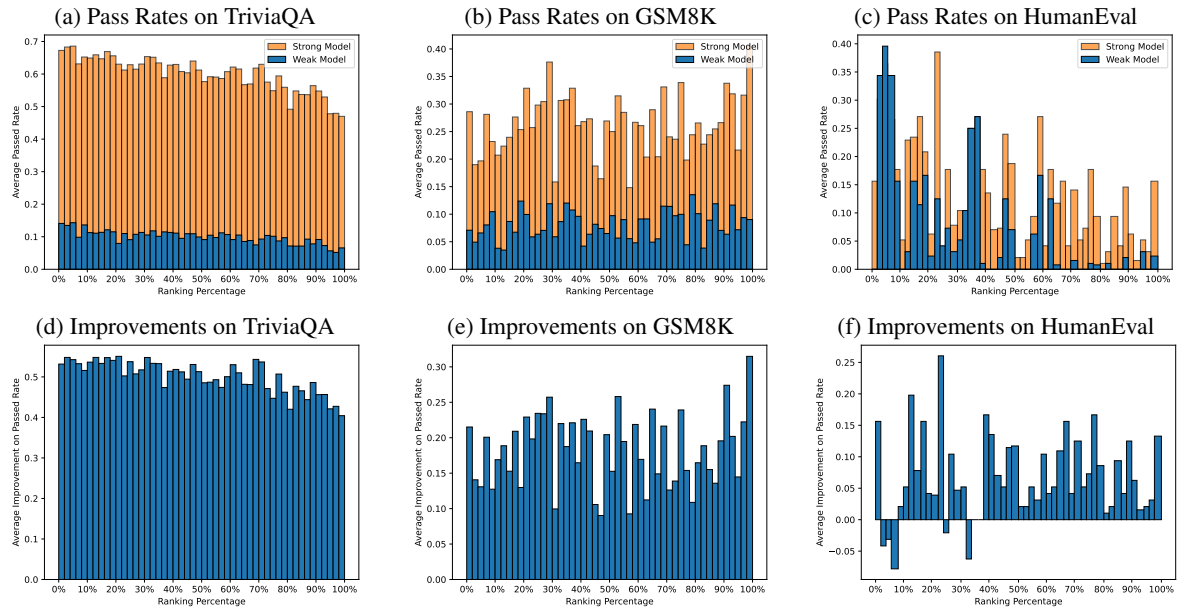 (a) Pass Rates on TriviaQA
0.7
0.6
0.5
0.4
0.3
0.2
0.1
0.0
Average Passed Rate
Strong Model
Weak Model
0% 10% 20% 30% 40% 50% 60% 70% 80% 90% 100%
Ranking Percentage
(b) Pass Rates on GSM8K
0.40
0.35
0.30
0.25
0.20
0.15
0.10
0.05
0.00
Average Passed Rate
Strong Model
Weak Model
0% 10% 20% 30% 40% 50% 60% 70% 80% 90% 100%
Ranking Percentage
(c) Pass Rates on HumanEval
0.40
0.35
0.30
0.25
0.20
0.15
0.10
0.05
0.00
Average Passed Rate
Strong Model
Weak Model
0% 10% 20% 30% 40% 50% 60% 70% 80% 90% 100%
Ranking Percentage
(d) Improvements on TriviaQA
0.5
0.4
0.3
0.2
0.1
0.0
Average Improvement on Passed Rate
0% 10% 20% 30% 40% 50% 60% 70% 80% 90% 100%
Ranking Percentage
(e) Improvements on GSM8K
0.30
0.25
0.20
0.15
0.10
0.05
0.00
Average Improvement on Passed Rate
0% 10% 20% 30% 40% 50% 60% 70% 80% 90% 100%
Ranking Percentage
(f) Improvements on HumanEval
0.25
0.20
0.15
0.10
0.05
0.00
−0.05
Average Improvement on Passed Rate
0% 10% 20% 30% 40% 50% 60% 70% 80% 90% 100%
Ranking Percentage